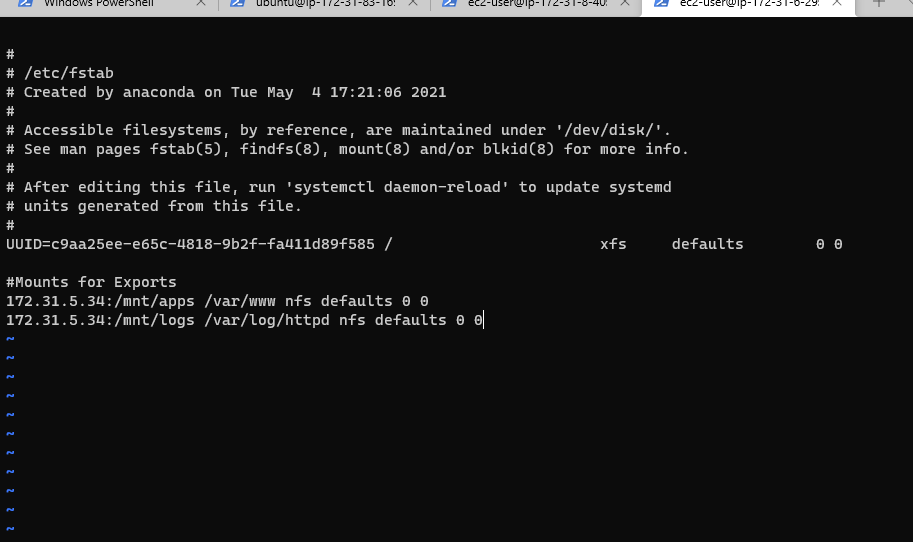 Windows PowerShell
ubuntu@ip-172-31-83-16
ec2-user@ip-172-31-8-40
ec2-user@ip-172-31-6-29
#
# /etc/fstab
# Created by anaconda on Tue May  4 17:21:06 2021
#
# Accessible filesystems, by reference, are maintained under '/dev/disk/'.
# See man pages fstab(5), findfs(8), mount(8) and/or blkid(8) for more info.
#
# After editing this file, run 'systemctl daemon-reload' to update systemd
# units generated from this file.
#
UUID=c9aa25ee-e65c-4818-9b2f-fa411d89f585 /                       xfs     defaults        0 0
#Mounts for Exports
172.31.5.34:/mnt/apps /var/www nfs defaults 0 0
172.31.5.34:/mnt/logs /var/log/httpd nfs defaults 0 0
~
~
~
~
~
~
~
~
~
~
~